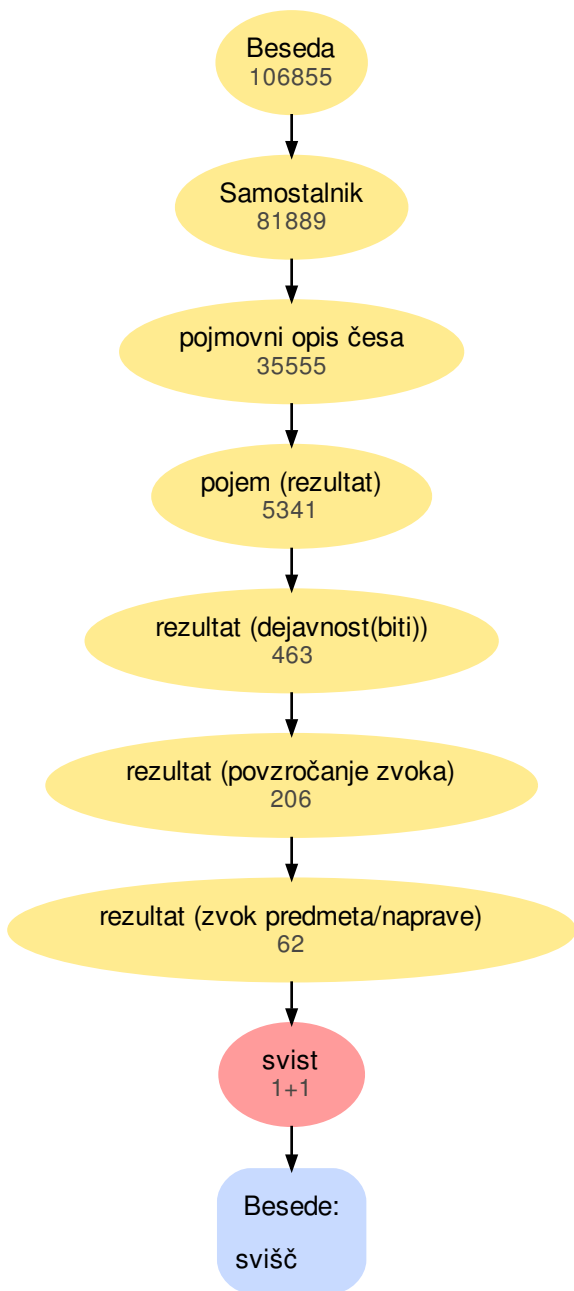 Beseda
106855
Samostalnik
81889
pojmovni opis česa
35555
pojem (rezultat)
5341
rezultat (dejavnost(biti))
463
rezultat (povzročanje zvoka)
206
rezultat (zvok predmeta/naprave)
62
svist
1+1
Besede:
svišč